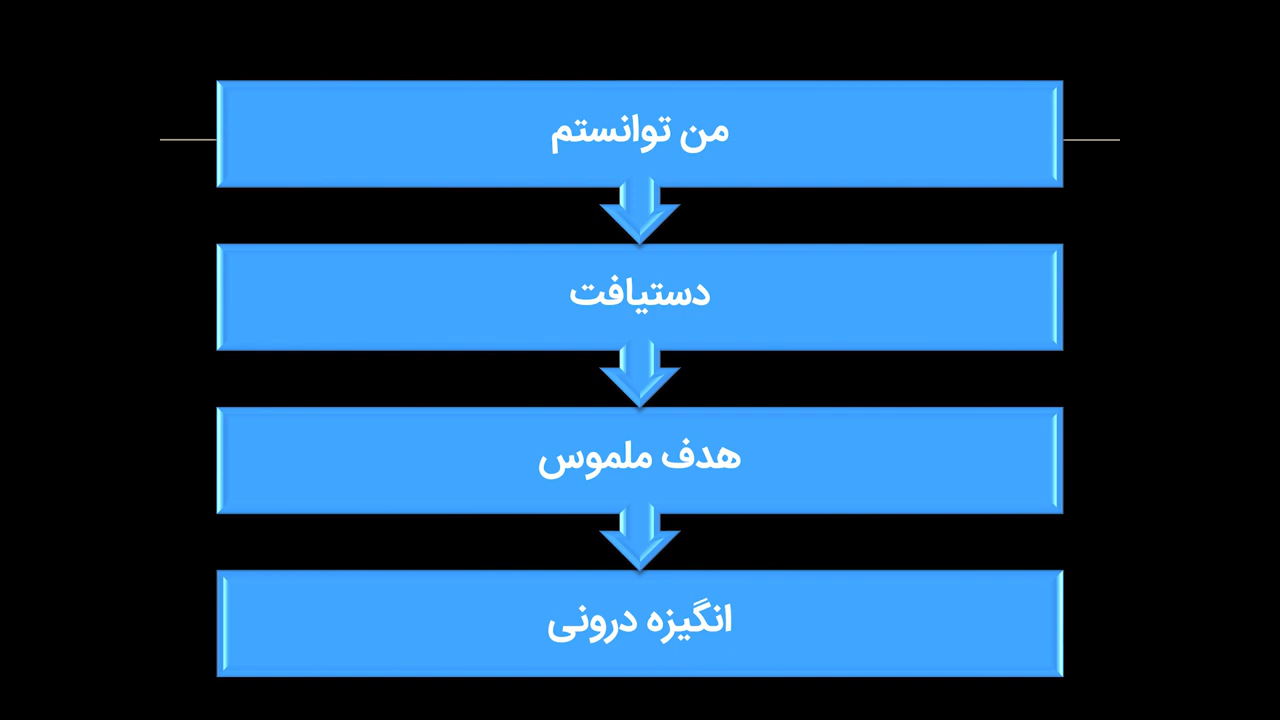 من توانستم
دستیافت
هدف ملموس
انگیزه درونی